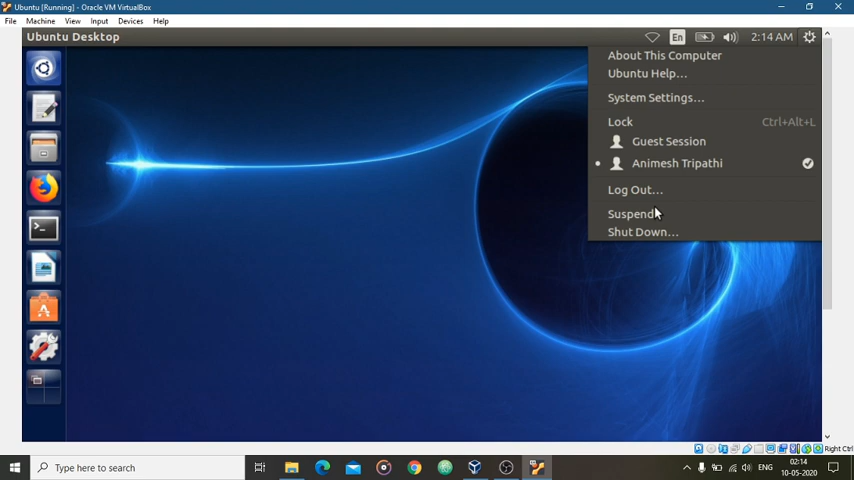 Ubuntu [Running] - Oracle VM VirtualBox
File Machine View Input Devices Help
Ubuntu Desktop En 2:14 AM
About This Computer
Ubuntu Help...
System Settings...
Lock Ctrl+Alt+L
Guest Session
Animesh Tripathi
Log Out...
Suspend
Shut Down...
Right Ctrl
Type here to search
ENG
02:14
10-05-2020